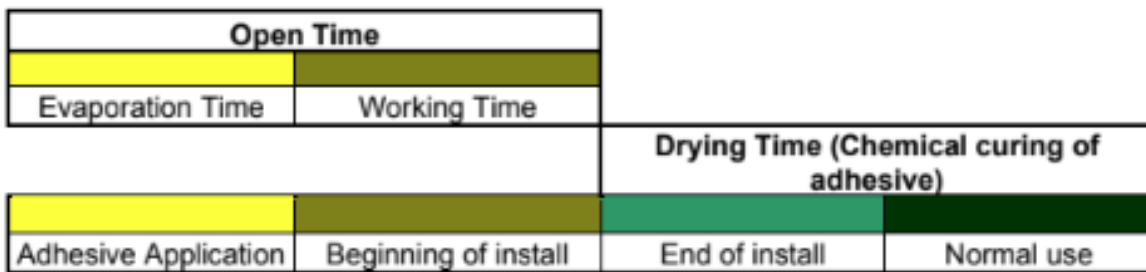 Open Time
Evaporation Time Working Time
Drying Time (Chemical curing of
adhesive)
Adhesive Application Beginning of install End of install Normal use